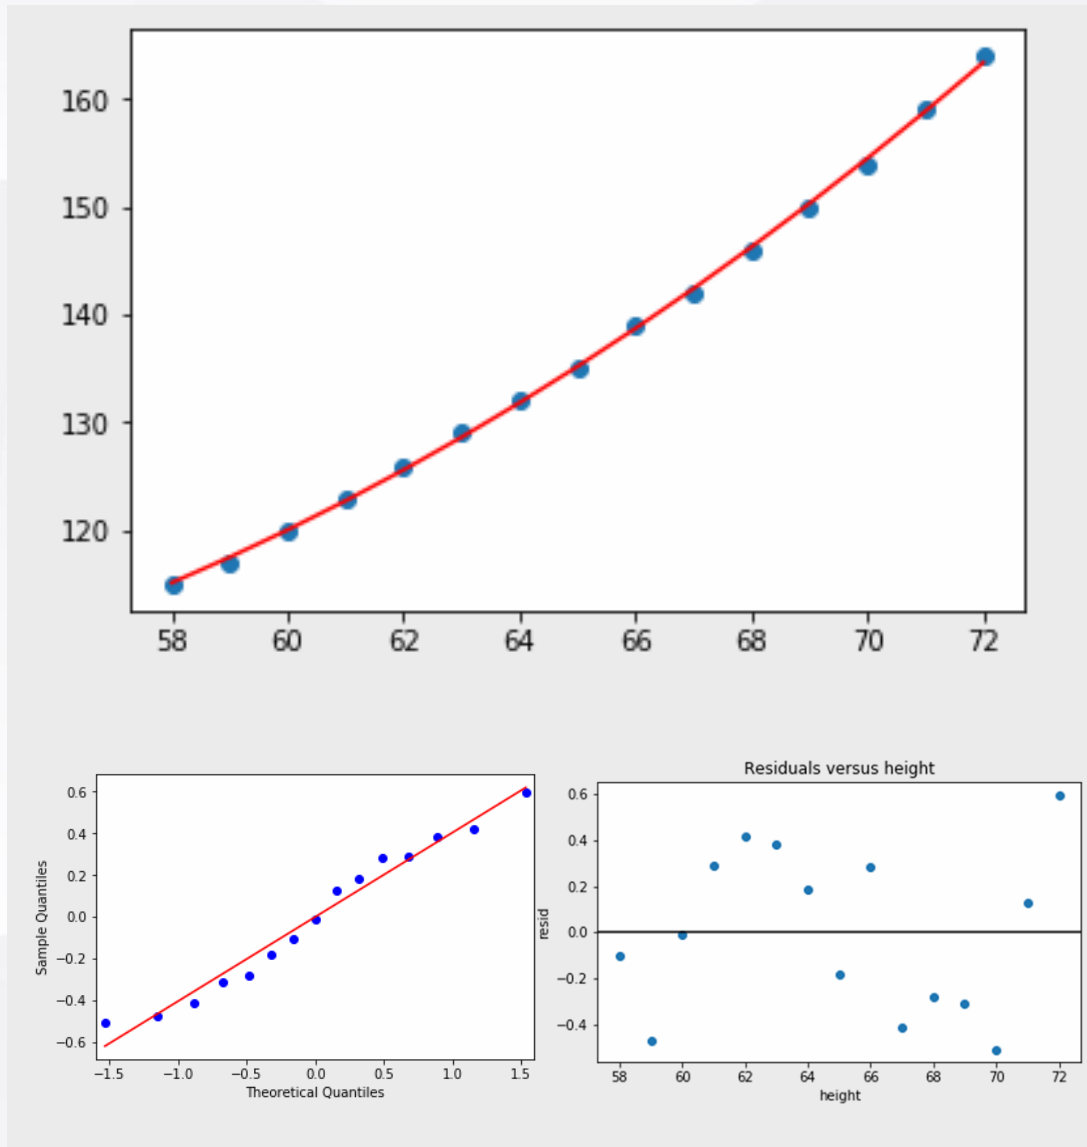 160
150
140
130
120
58 60 62 64 66 68 70 72
0.6
0.4
0.2
0.0
−0.2
−0.4
−0.6
Sample Quantiles
−1.5 −1.0 −0.5 0.0 0.5 1.0 1.5
Theoretical Quantiles
Residuals versus height
0.6
0.4
0.2
0.0
−0.2
−0.4
resid
58 60 62 64 66 68 70 72
height